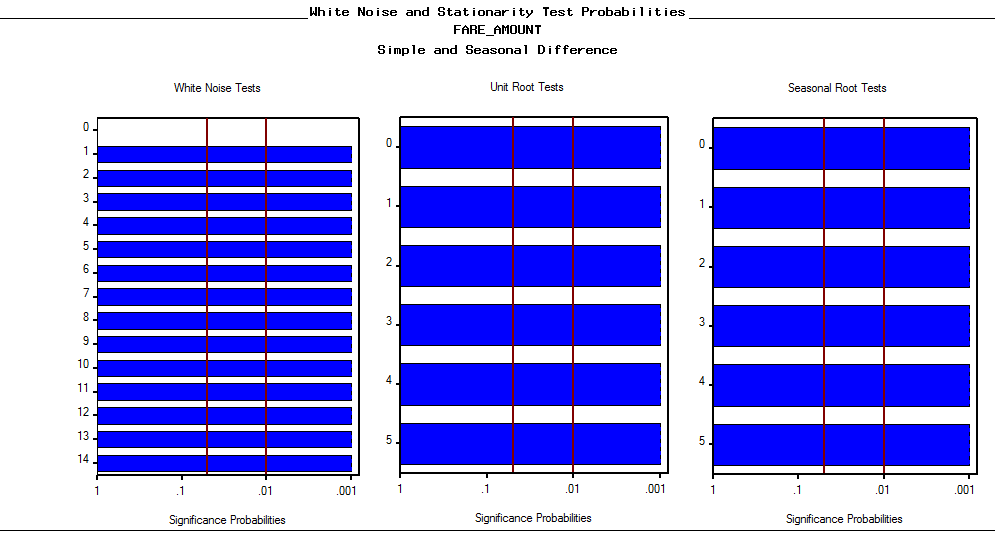 White Noise and Stationarity Test Probabilities
FARE_AMOUNT
Simple and Seasonal Difference
White Noise Tests
0
1
2
3
4
5
6
7
8
9
10
11
12
13
14
1 .1 .01 .001
Significance Probabilities
Unit Root Tests
0
1
2
3
4
5
1 .1 .01 .001
Significance Probabilities
Seasonal Root Tests
0
1
2
3
4
5
1 .1 .01 .001
Significance Probabilities